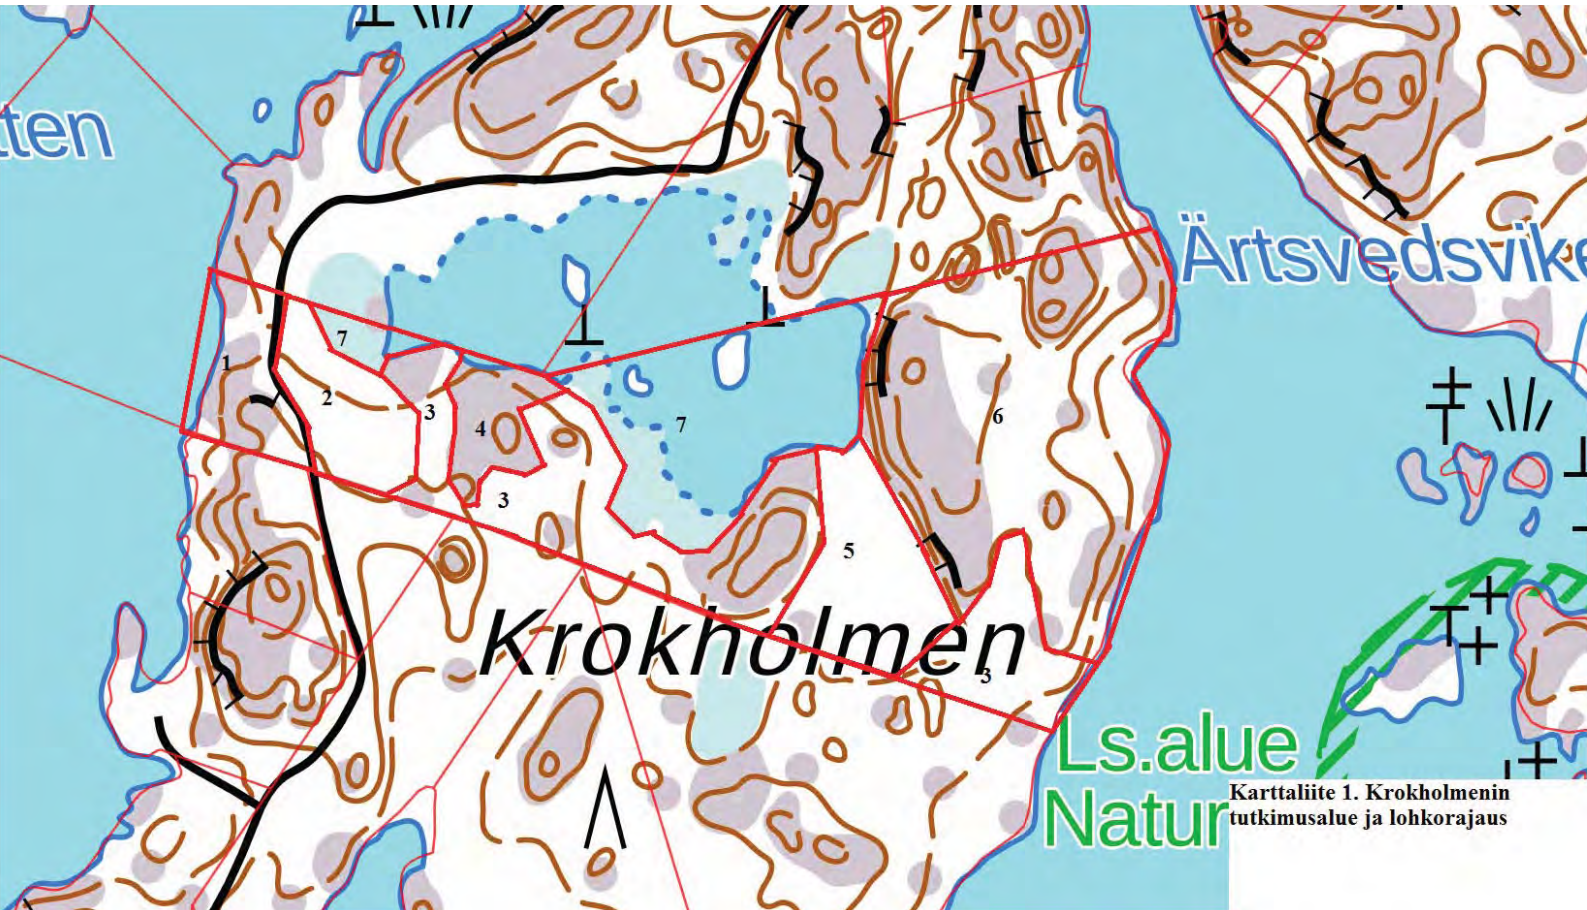 tten
Ärtsvedsvike
1
7
2
3
4
7
6
3
5
Krokholmen
3
Ls.alue
Natur
Karttaliite 1. Krokholmenin
tutkimusalue ja lohkorajaus